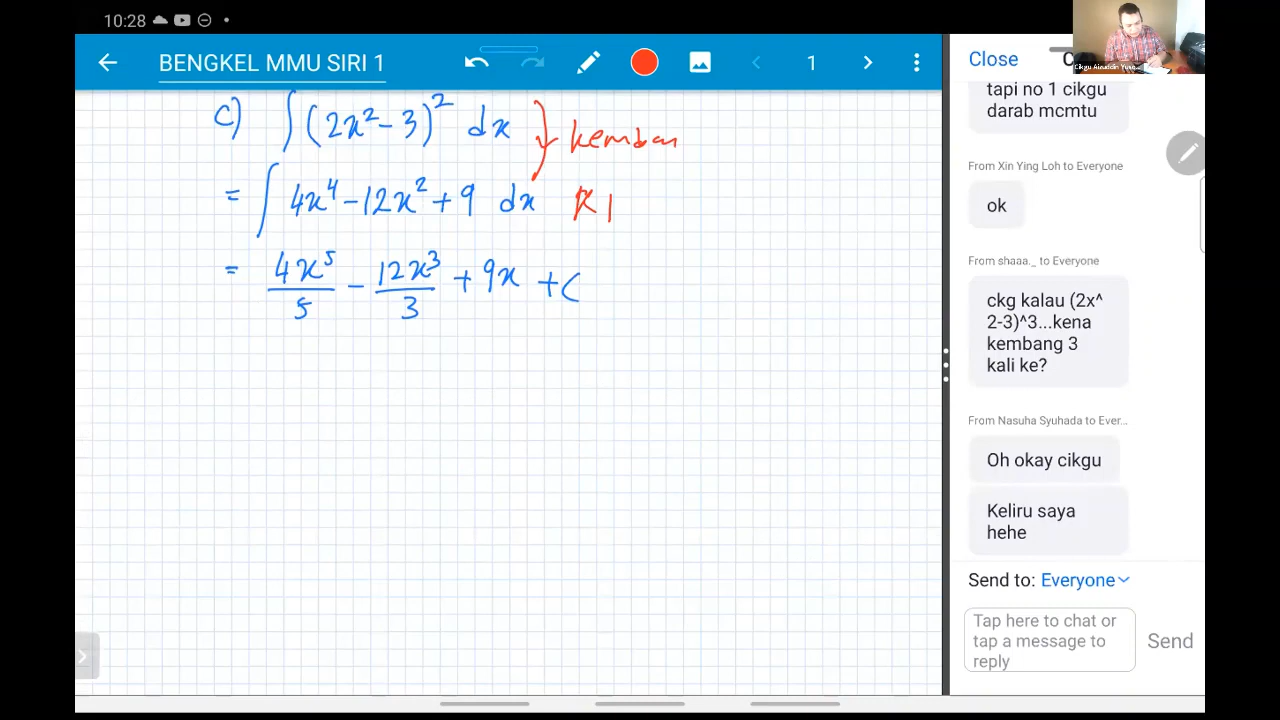 10:28
BENGKEL MMU SIRI 1
1
c) ∫(2x² - 3)² dx } kemban
= ∫ 4x⁴ - 12x² + 9 dx K1
= 4x⁵/5 - 12x³/3 + 9x + C
Cikgu Aizuddin Yuso...
Close
tapi no 1 cikgu
darab mcmtu
From Xin Ying Loh to Everyone
ok
From shaaa._ to Everyone
ckg kalau (2x^
2-3)^3...kena
kembang 3
kali ke?
From Nasuha Syuhada to Ever...
Oh okay cikgu
Keliru saya
hehe
Send to: Everyone
Tap here to chat or
tap a message to
reply
Send